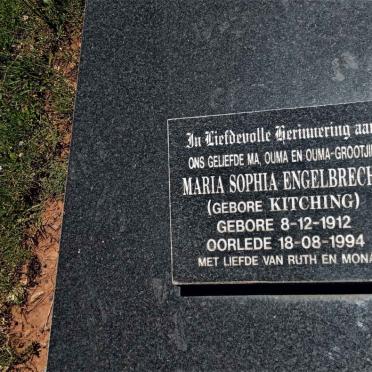 In Liefdevolle Herinnering aan
ONS GELIEFDE MA, OUMA EN OUMA-GROOTJIE
MARIA SOPHIA ENGELBRECH
(GEBORE KITCHING)
GEBORE 8-12-1912
OORLEDE 18-08-1994
MET LIEFDE VAN RUTH EN MONA